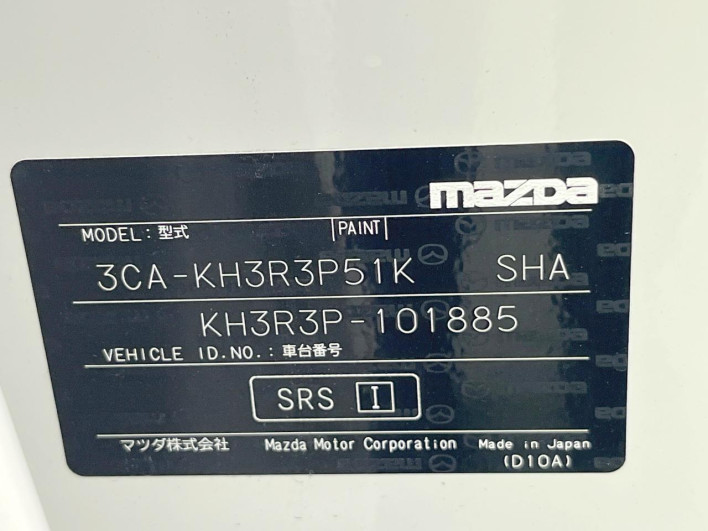 mazda
MODEL: 型式 PAINT
3CA-KH3R3P51K SHA
KH3R3P-101885
VEHICLE ID.NO.: 車台番号
SRS I
マツダ株式会社 Mazda Motor Corporation Made in Japan
(D10A)